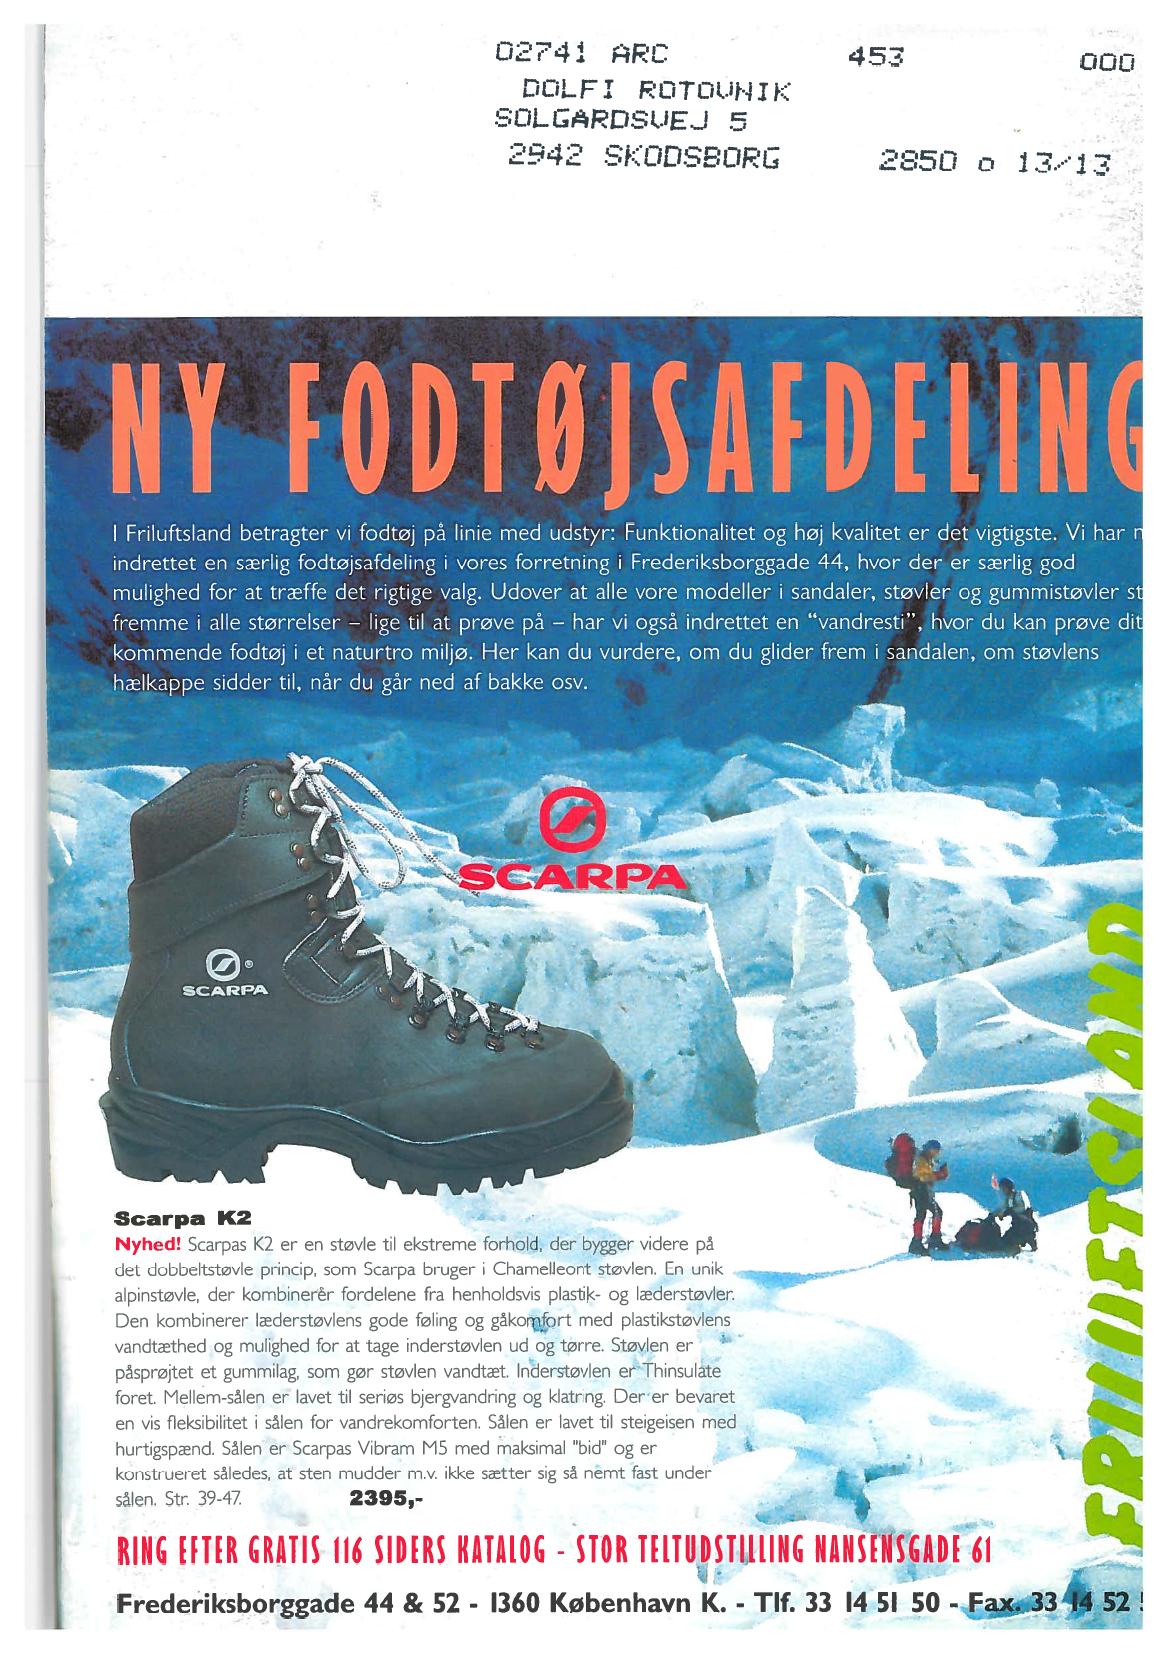 02741 ARC 453 000
DOLFI ROTOVNIK
SOLGARDSVEJ 5
2942 SKODSBORG 2850 o 13/13
NY FODTØJSAFDELING
I Friluftsland betragter vi fodtøj på linie med udstyr: Funktionalitet og høj kvalitet er det vigtigste. Vi har
indrettet en særlig fodtøjsafdeling i vores forretning i Frederiksborggade 44, hvor der er særlig god
mulighed for at træffe det rigtige valg. Udover at alle vore modeller i sandaler, støvler og gummistøvler st
fremme i alle størrelser – lige til at prøve på – har vi også indrettet en “vandresti”, hvor du kan prøve dit
kommende fodtøj i et naturtro miljø. Her kan du vurdere, om du glider frem i sandalen, om støvlens
hælkappe sidder til, når du går ned af bakke osv.
SCARPA
SCARPA®
FRILUFTSLAND
Scarpa K2
Nyhed! Scarpas K2 er en støvle til ekstreme forhold, der bygger videre på
det dobbeltstøvle princip, som Scarpa bruger i Chamelleont støvlen. En unik
alpinstøvle, der kombinerêr fordelene fra henholdsvis plastik- og læderstøvler.
Den kombinerer læderstøvlens gode føling og gåkomfort med plastikstøvlens
vandtæthed og mulighed for at tage inderstøvlen ud og tørre. Støvlen er
påsprøjtet et gummilag, som gør støvlen vandtæt. Inderstøvlen er Thinsulate
foret. Mellem-sålen er lavet til seriøs bjergvandring og klatring. Der er bevaret
en vis fleksibilitet i sålen for vandrekomforten. Sålen er lavet til steigeisen med
hurtigspænd. Sålen er Scarpas Vibram M5 med maksimal "bid" og er
konstrueret således, at sten mudder m.v. ikke sætter sig så nemt fast under
sålen. Str. 39-47. 2395,-
RING EFTER GRATIS 116 SIDERS KATALOG - STOR TELTUDSTILLING NANSENSGADE 61
Frederiksborggade 44 & 52 - 1360 København K. - Tlf. 33 14 51 50 - Fax. 33 14 52